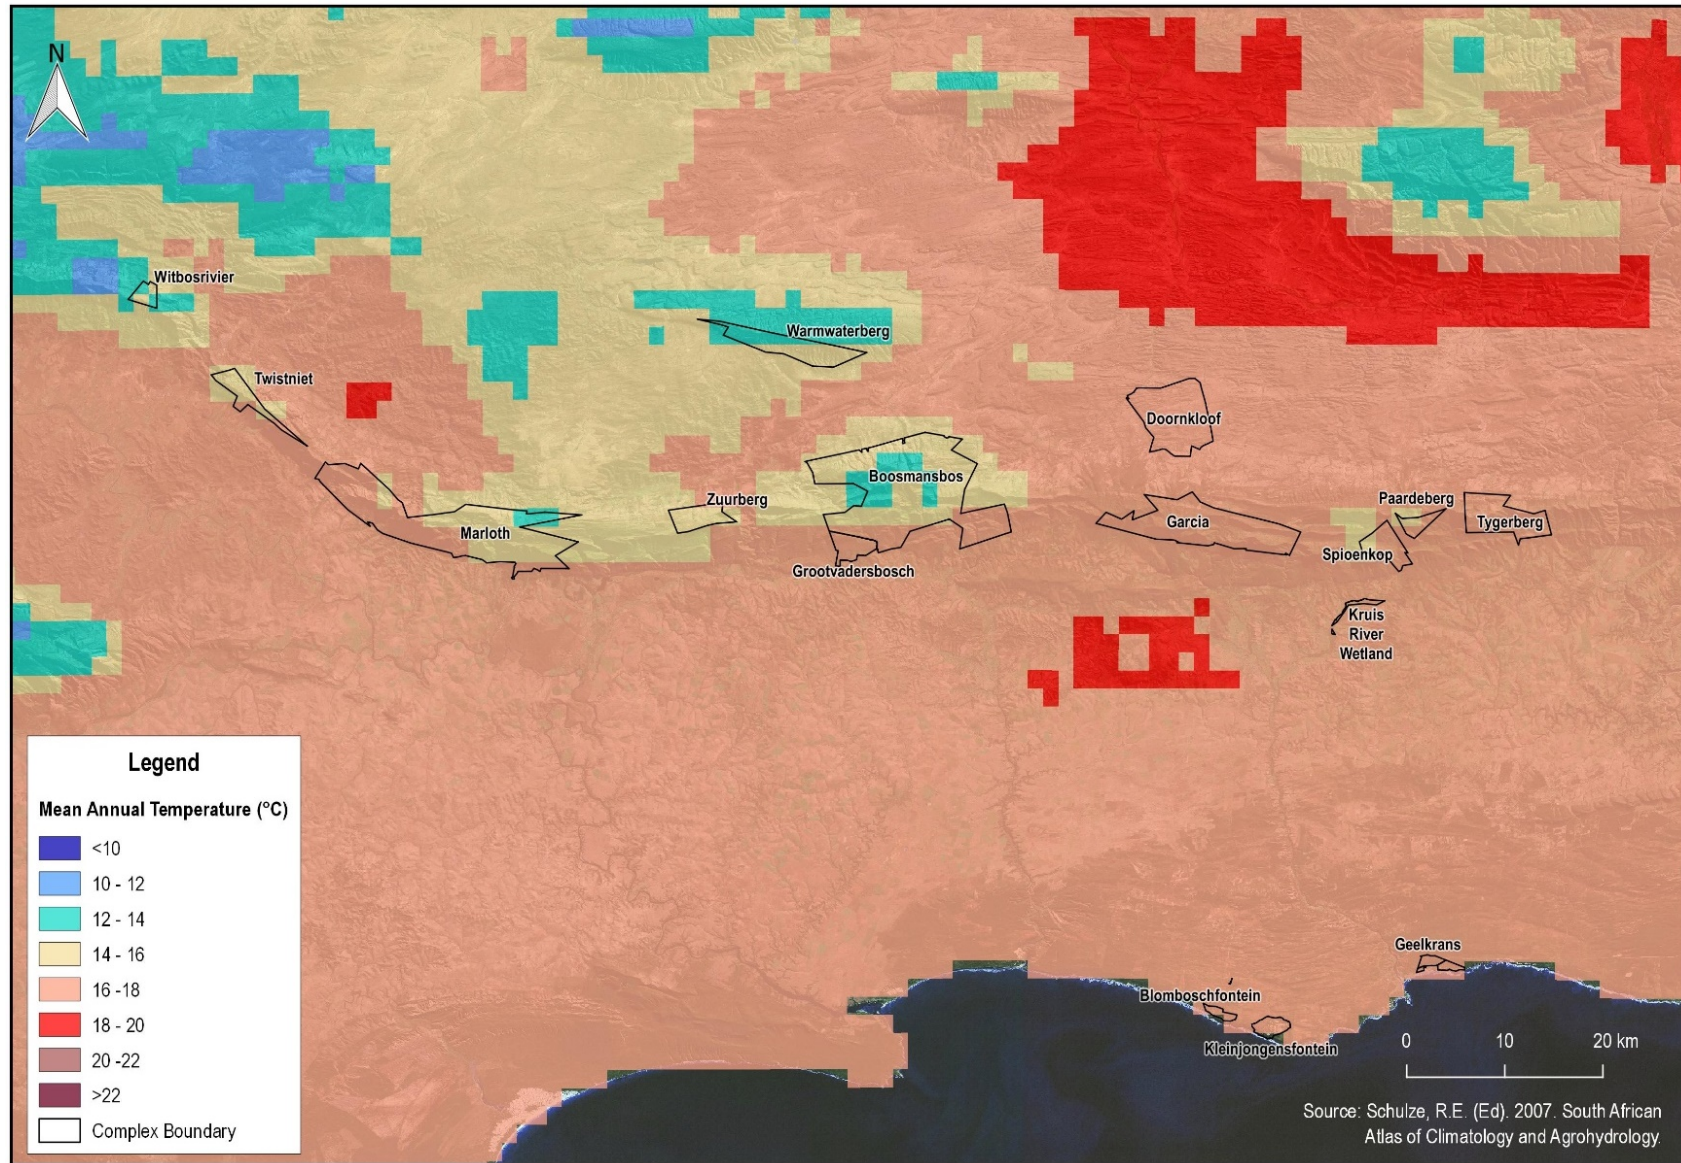 N
Witbosrivier
Warmwaterberg
Twistniet
Doornkloof
Boosmansbos
Zuurberg
Paardeberg
Marloth
Garcia
Tygerberg
Spioenkop
Grootvadersbosch
Kruis
River
Wetland
Legend
Mean Annual Temperature (°C)
<10
10 - 12
12 - 14
14 - 16
16 -18
18 - 20
20 -22
>22
Complex Boundary
Geelkrans
Blomboschfontein
Kleinjongensfontein
0 10 20 km
Source: Schulze, R.E. (Ed). 2007. South African
Atlas of Climatology and Agrohydrology.